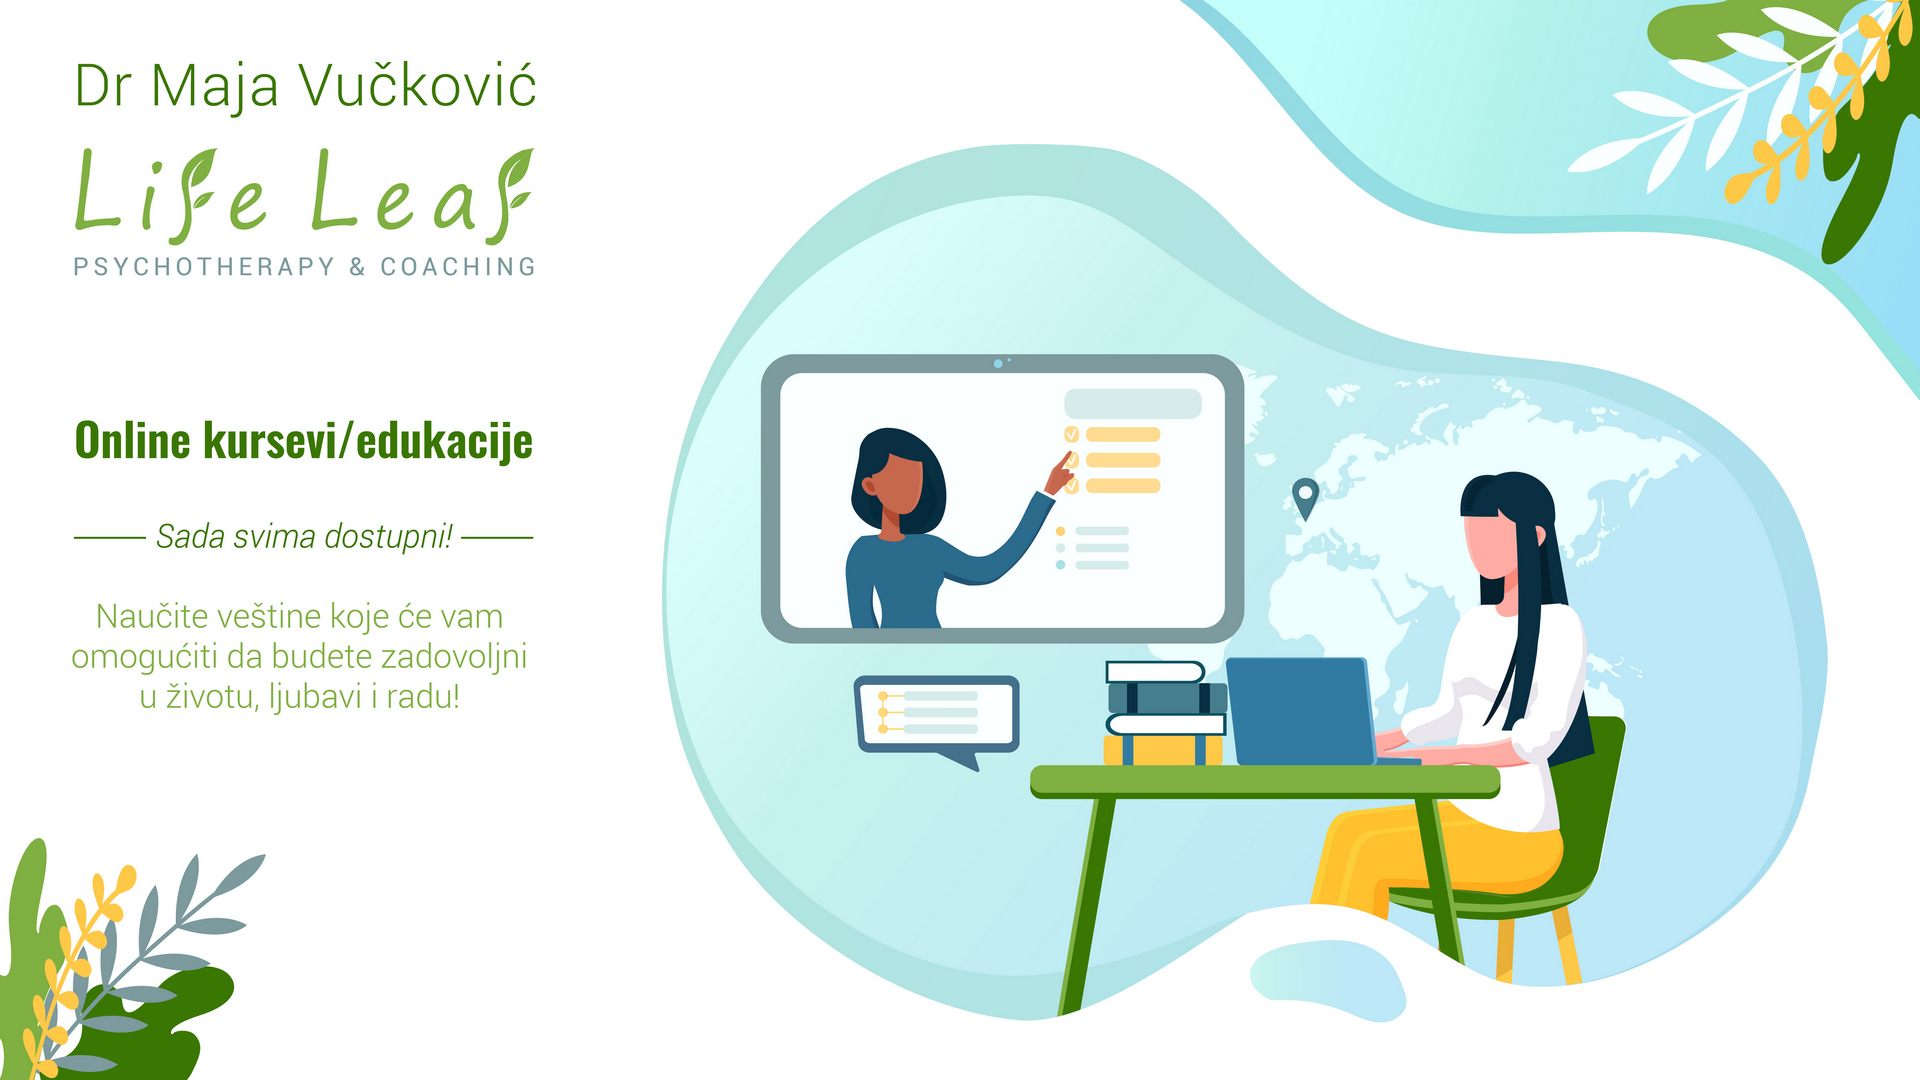 Dr Maja Vučković
Life Leaf
PSYCHOTHERAPY & COACHING
Online kursevi/edukacije
Sada svima dostupni!
Naučite veštine koje će vam
omogućiti da budete zadovoljni
u životu, ljubavi i radu!